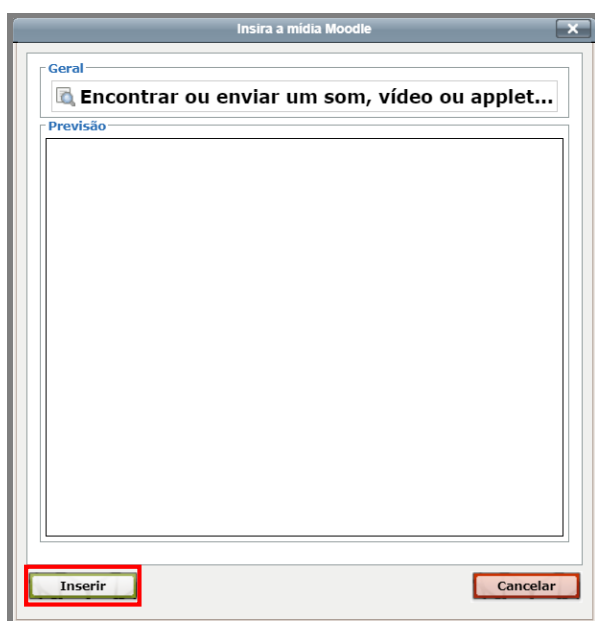 Insira a mídia Moodle
Geral
Encontrar ou enviar um som, vídeo ou applet...
Previsão
Inserir
Cancelar